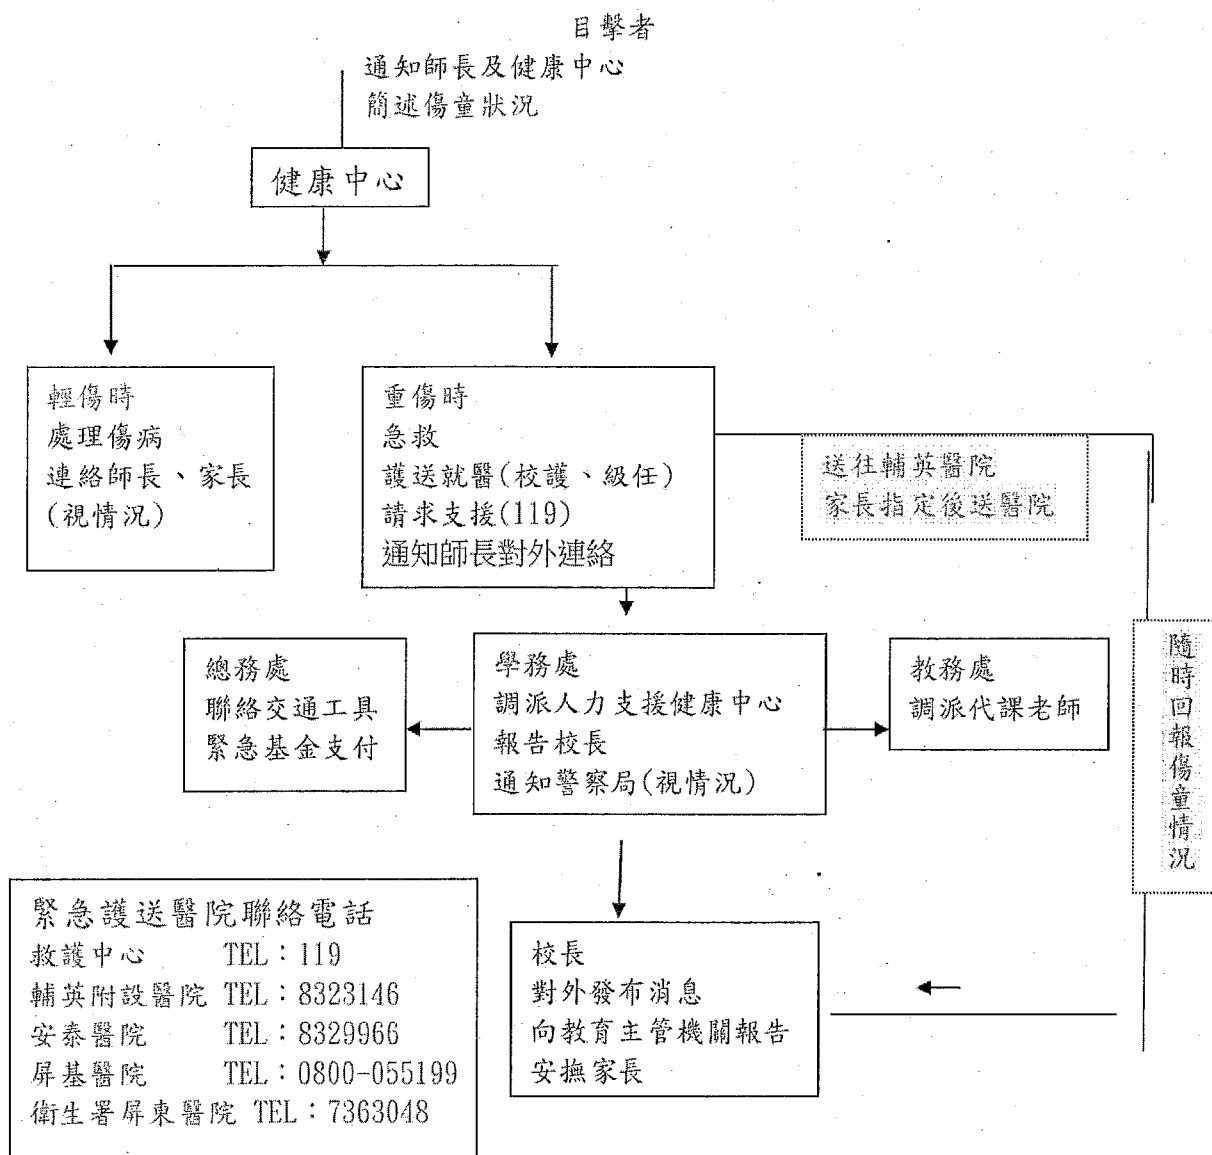 目擊者
通知師長及健康中心
簡述傷童狀況
健康中心
輕傷時
處理傷病
連絡師長、家長
(視情況)
重傷時
急救
護送就醫(校護、級任)
請求支援(119)
通知師長對外連絡
送往輔英醫院
家長指定後送醫院
總務處
聯絡交通工具
緊急基金支付
學務處
調派人力支援健康中心
報告校長
通知警察局(視情況)
教務處
調派代課老師
隨時回報傷童情況
緊急護送醫院聯絡電話
救護中心 TEL:119
輔英附設醫院 TEL:8323146
安泰醫院 TEL:8329966
屏基醫院 TEL:0800-055199
衛生署屏東醫院 TEL:7363048
校長
對外發布消息
向教育主管機關報告
安撫家長